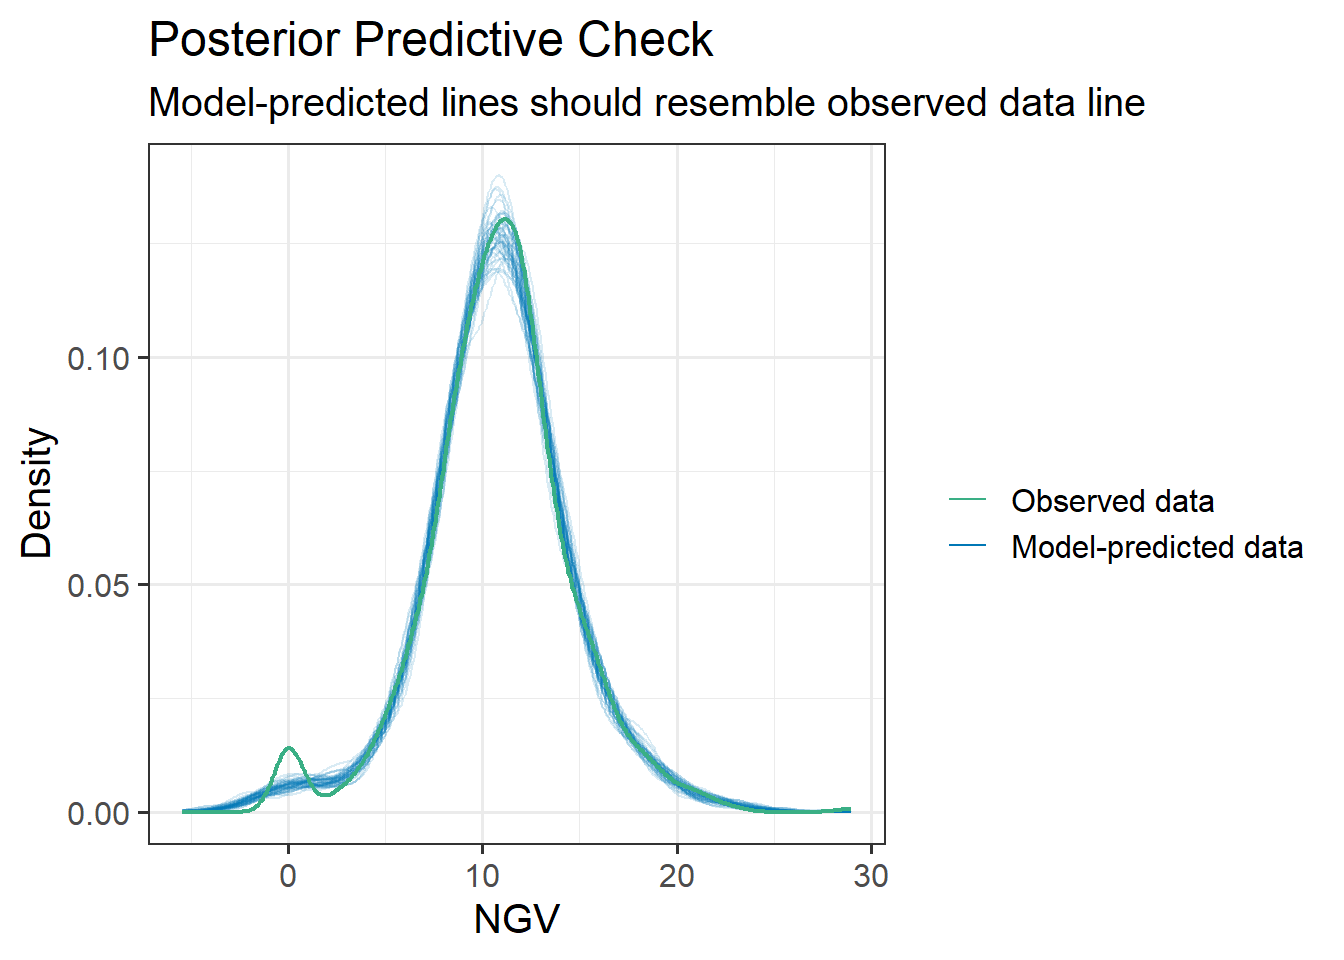 Posterior Predictive Check
Model-predicted lines should resemble observed data line
Density
0.10
0.05
0.00
0
10
20
30
NGV
Observed data
Model-predicted data